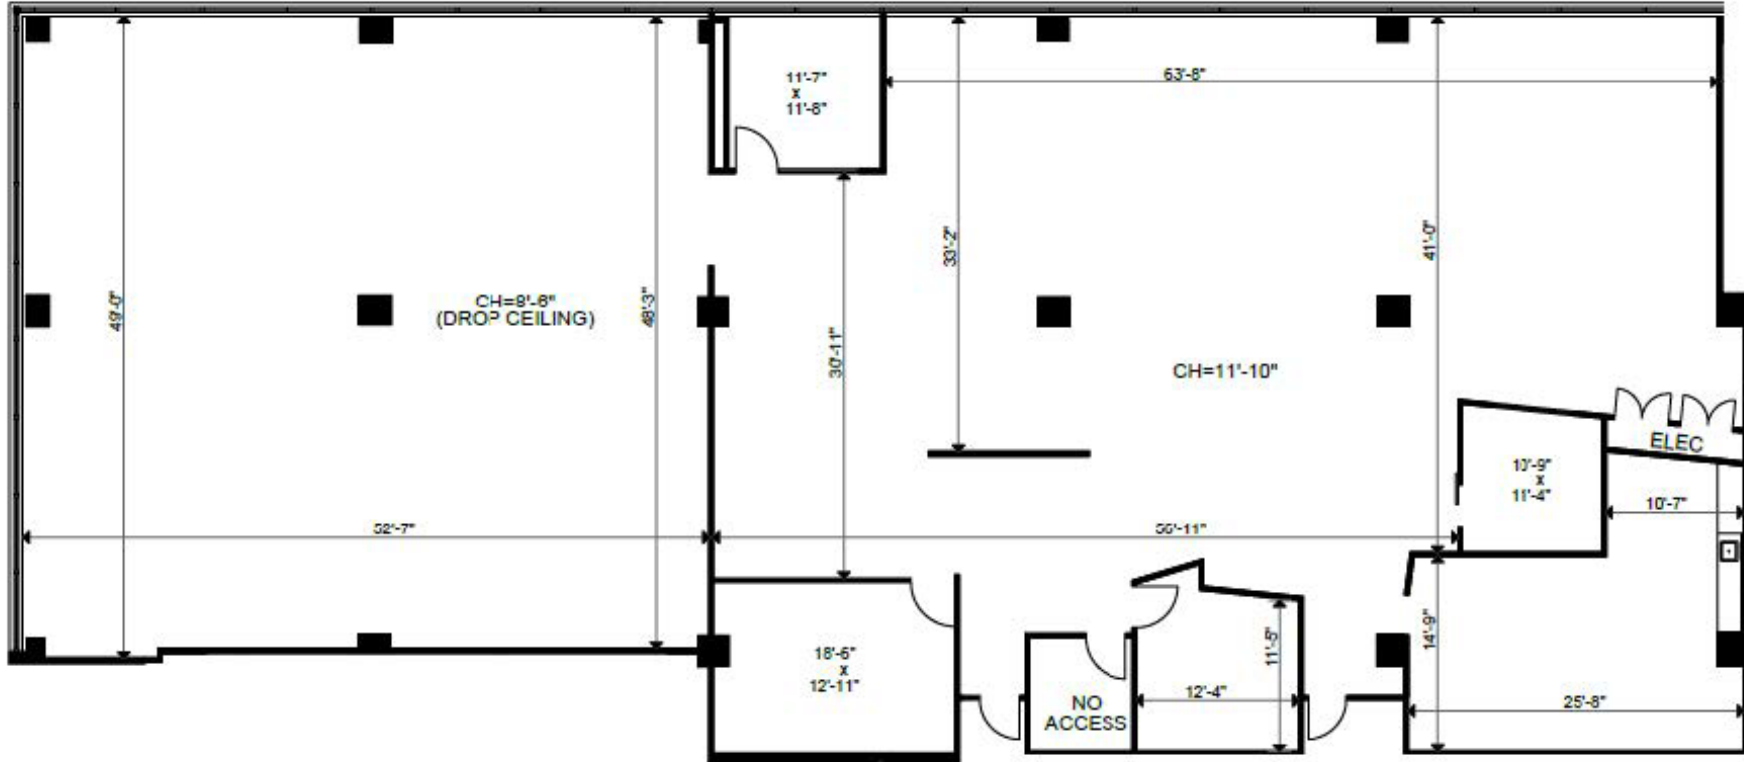 11'-7"
x
11'-8"
63'-8"
33'-2"
41'-0"
49'-0"
CH=8'-6"
(DROP CEILING)
48'-3"
30'-11"
CH=11'-10"
ELEC
10'-9"
x
11'-4"
10'-7"
52'-7"
56'-11"
18'-6"
x
12'-11"
11'-8"
14'-9"
12'-4"
NO
ACCESS
25'-8"